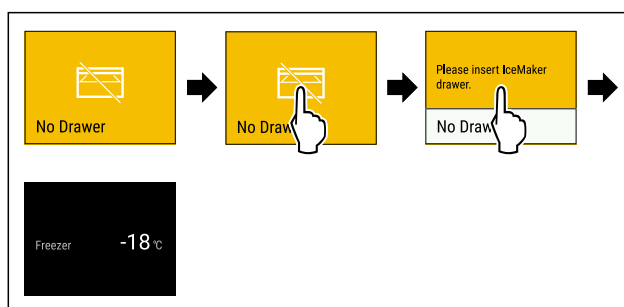 No Drawer
No Draw
Please insert IceMaker
drawer.
No Draw
Freezer -18 °C